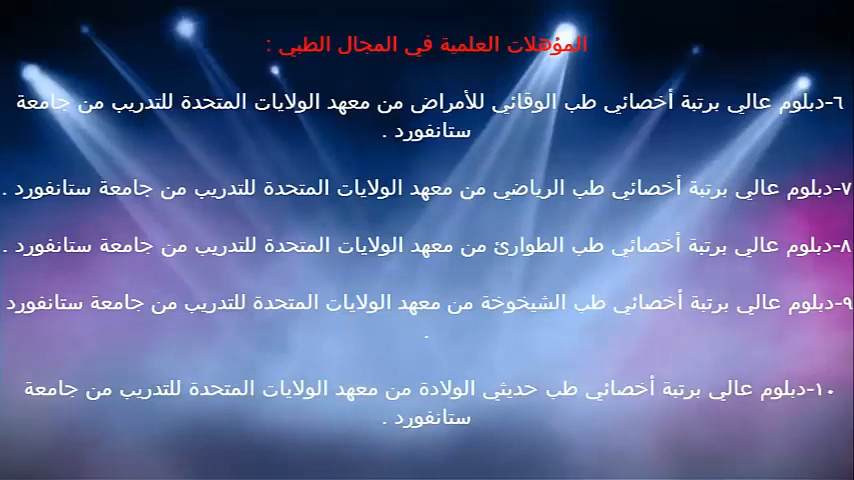 المؤهلات العلمية في المجال الطبي :
٦-دبلوم عالي برتبة أخصائي طب الوقائي للأمراض من معهد الولايات المتحدة للتدريب من جامعة
ستانفورد .
٧-دبلوم عالي برتبة أخصائي طب الرياضي من معهد الولايات المتحدة للتدريب من جامعة ستانفورد .
٨-دبلوم عالي برتبة أخصائي طب الطوارئ من معهد الولايات المتحدة للتدريب من جامعة ستانفورد .
٩-دبلوم عالي برتبة أخصائي طب الشيخوخة من معهد الولايات المتحدة للتدريب من جامعة ستانفورد
.
١٠-دبلوم عالي برتبة أخصائي طب حديثي الولادة من معهد الولايات المتحدة للتدريب من جامعة
ستانفورد .